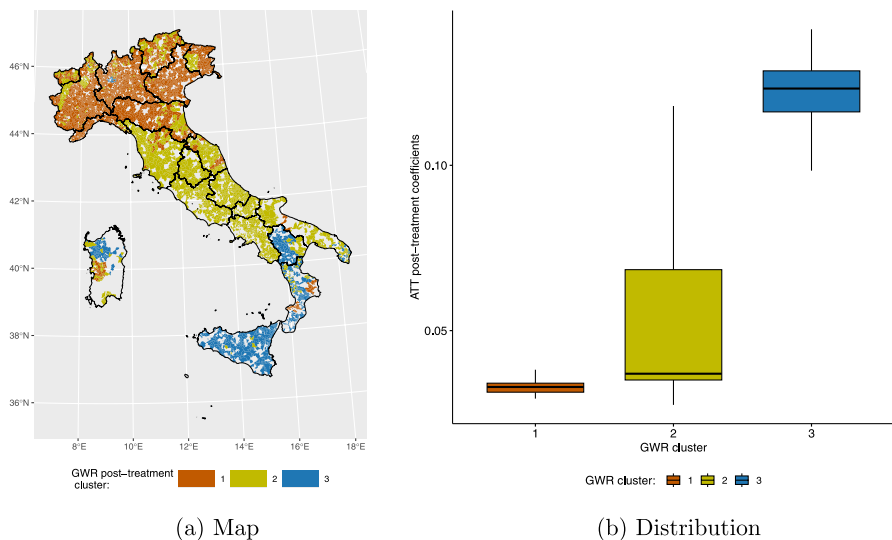 46°N
44°N
42°N
40°N
38°N
36°N
8°E 10°E 12°E 14°E 16°E 18°E
GWR post−treatment
cluster:
1 2 3
(a) Map
ATT post−treatment coefficients
0.10
0.05
1 2 3
GWR cluster
GWR cluster: 1 2 3
(b) Distribution